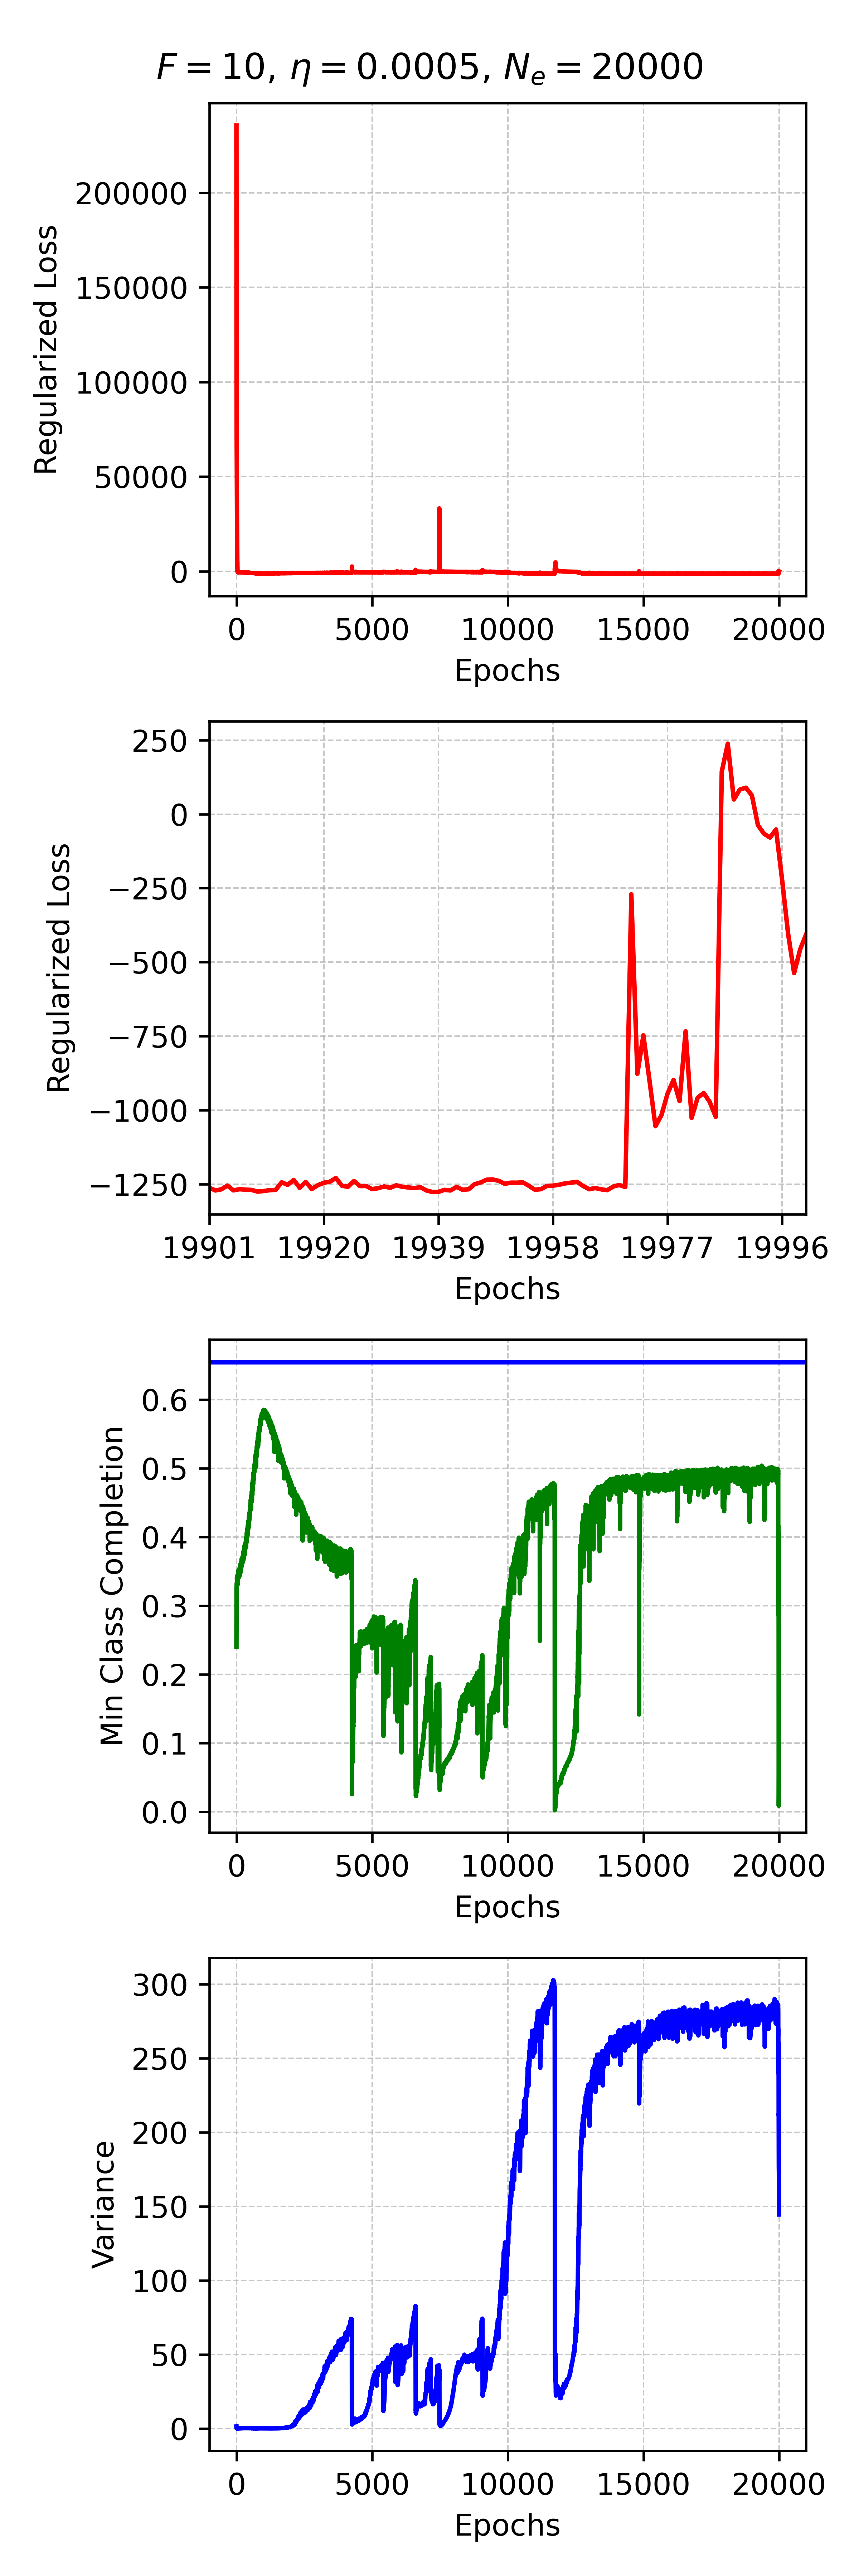 F = 10, η = 0.0005, Nₑ = 20000
200000
150000
100000
50000
0
Regularized Loss
0 5000 10000 15000 20000
Epochs
250
0
−250
−500
−750
−1000
−1250
Regularized Loss
19901 19920 19939 19958 19977 19996
Epochs
0.6
0.5
0.4
0.3
0.2
0.1
0.0
Min Class Completion
0 5000 10000 15000 20000
Epochs
300
250
200
150
100
50
0
Variance
0 5000 10000 15000 20000
Epochs